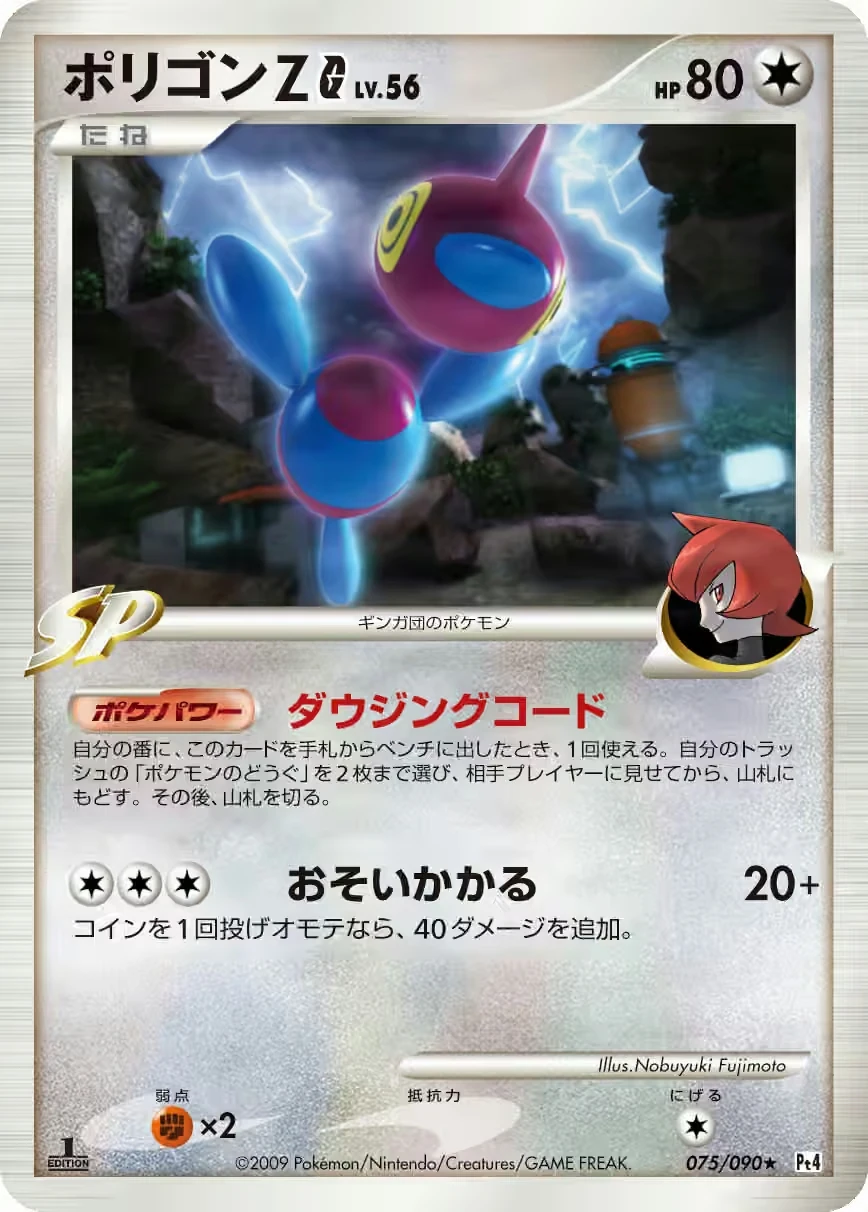 ポリゴンZ G LV.56 HP 80
たね
SP
ギンガ団のポケモン
ポケパワー ダウジングコード
自分の番に、このカードを手札からベンチに出したとき、1回使える。自分のトラッ
シュの「ポケモンのどうぐ」を2枚まで選び、相手プレイヤーに見せてから、山札に
もどす。その後、山札を切る。
おそいかかる 20+
コインを1回投げオモテなら、40ダメージを追加。
Illus.Nobuyuki Fujimoto
弱点 抵抗力 にげる
×2
1 EDITION ©2009 Pokémon/Nintendo/Creatures/GAME FREAK. 075/090★ Pt4